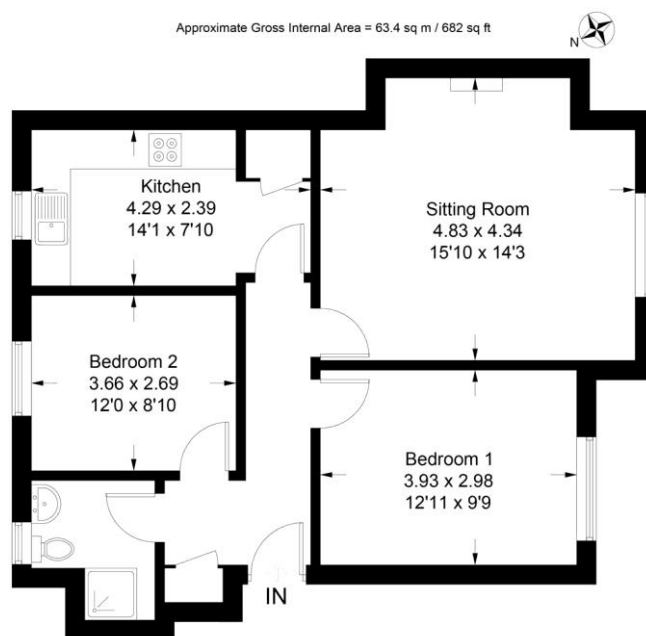 Approximate Gross Internal Area = 63.4 sq m / 682 sq ft
N
Kitchen
4.29 x 2.39
14'1 x 7'10
Sitting Room
4.83 x 4.34
15'10 x 14'3
Bedroom 2
3.66 x 2.69
12'0 x 8'10
Bedroom 1
3.93 x 2.98
12'11 x 9'9
IN